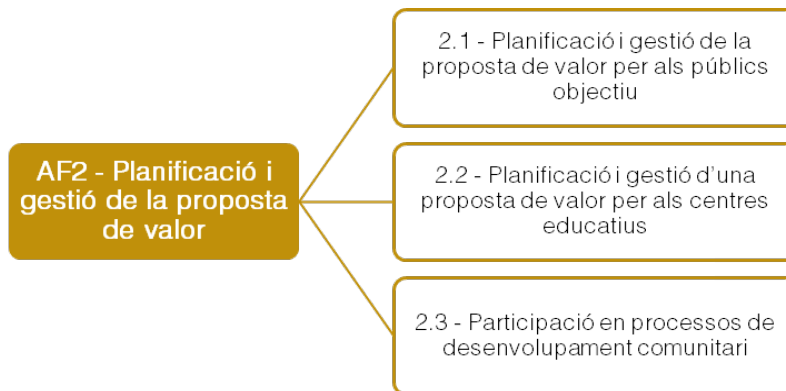 AF2 - Planificació i
gestió de la proposta
de valor
2.1 - Planificació i gestió de la
proposta de valor per als públics
objectiu
2.2 - Planificació i gestió d’una
proposta de valor per als centres
educatius
2.3 - Participació en processos de
desenvolupament comunitari